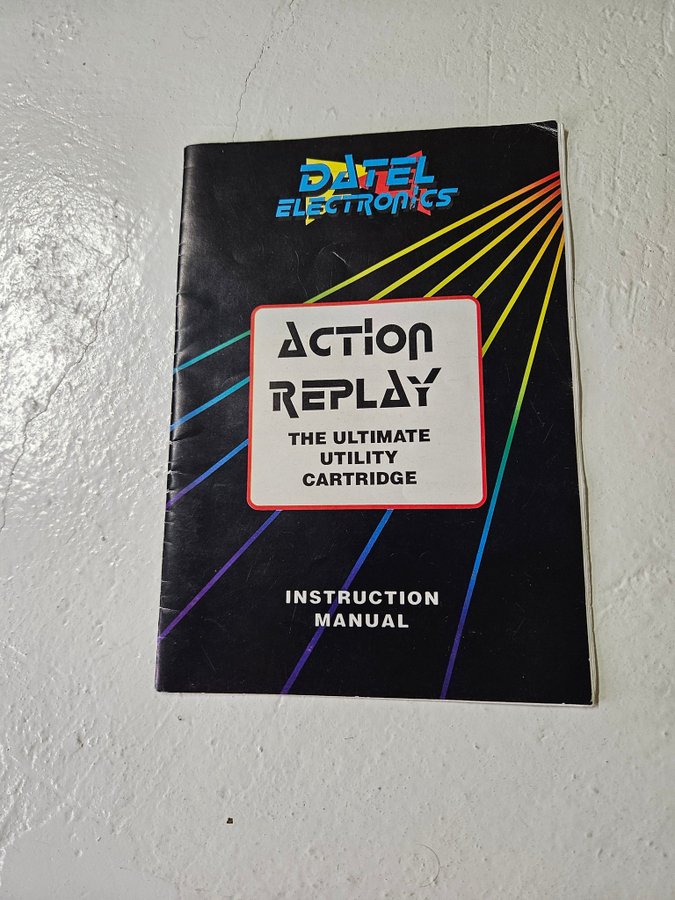 DATEL
ELECTRONICS
ACTION
REPLAY
THE ULTIMATE
UTILITY
CARTRIDGE
INSTRUCTION
MANUAL